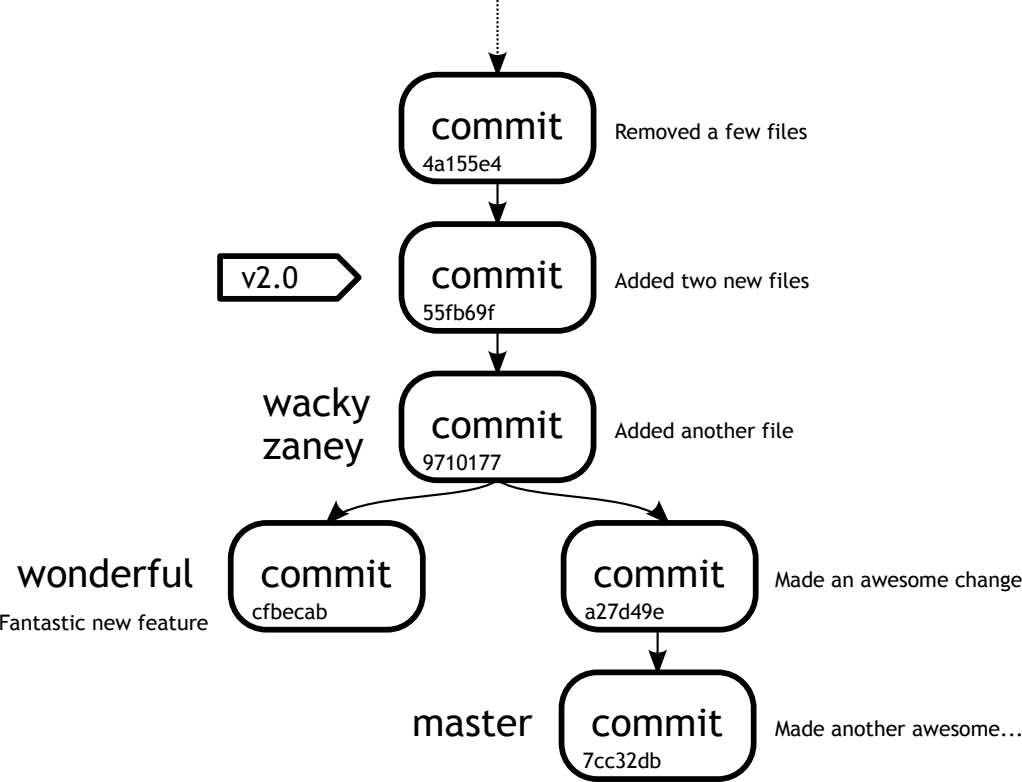 commit
4a155e4
Removed a few files
v2.0
commit
55fb69f
Added two new files
wacky
zaney
commit
9710177
Added another file
wonderful
Fantastic new feature
commit
cfbecab
commit
a27d49e
Made an awesome change
master
commit
7cc32db
Made another awesome...